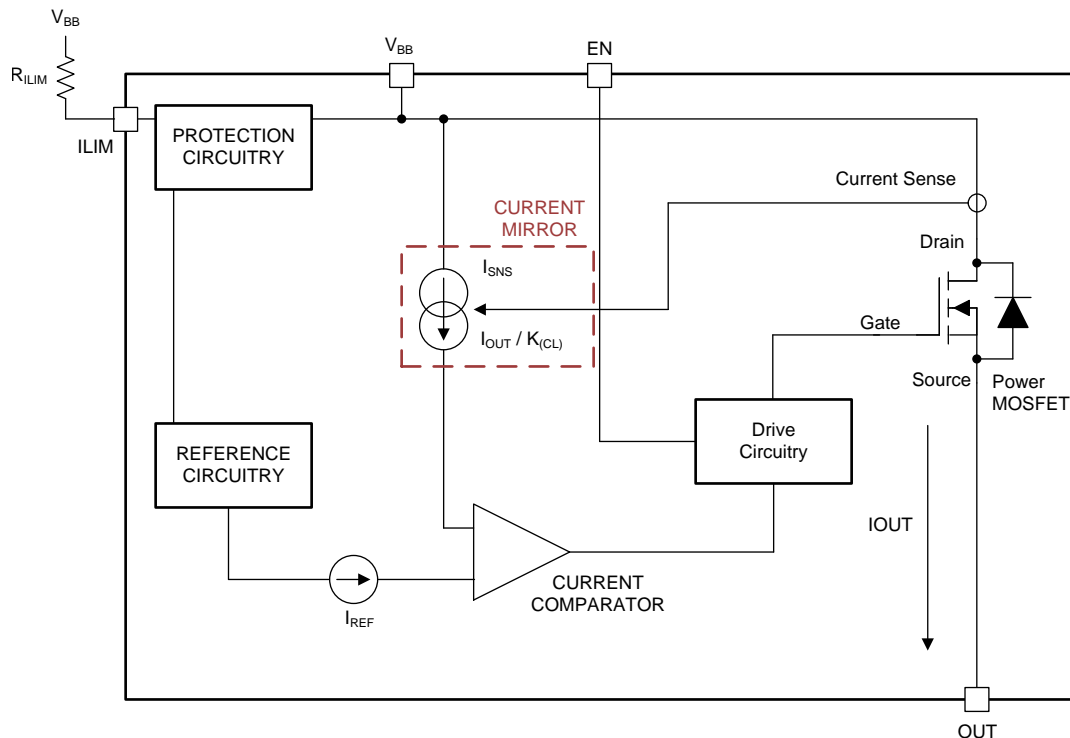 VBB
RILIM
ILIM
VBB
EN
PROTECTION
CIRCUITRY
Current Sense
CURRENT
MIRROR
Drain
ISNS
IOUT / K(CL)
Gate
Source
Power
MOSFET
REFERENCE
CIRCUITRY
Drive
Circuitry
IOUT
CURRENT
COMPARATOR
IREF
OUT